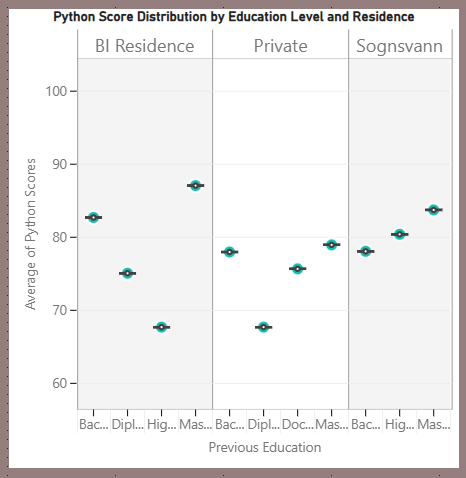 Python Score Distribution by Education Level and Residence
BI Residence Private Sognsvann
100
90
80
70
60
Average of Python Scores
Bac... Dipl... Hig... Mas... Bac... Dipl... Doc... Mas... Bac... Hig... Mas...
Previous Education